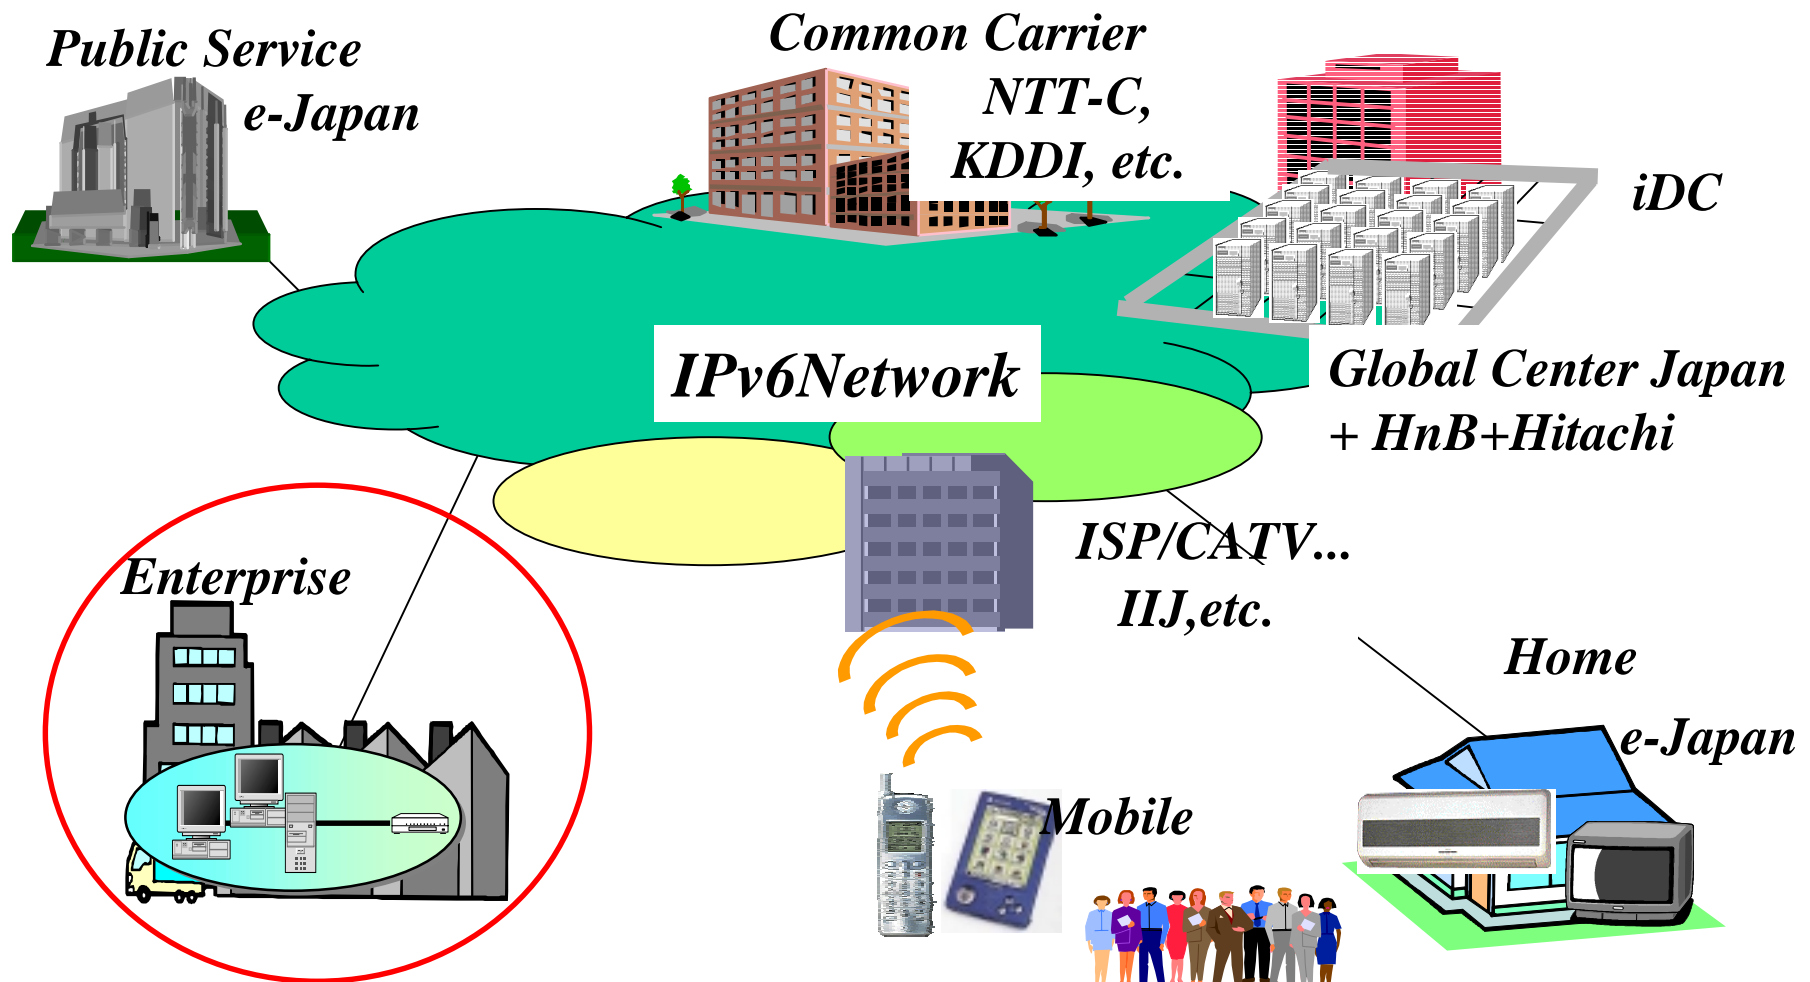 Public Service
e-Japan
Common Carrier
NTT-C,
KDDI, etc.
iDC
IPv6Network
Global Center Japan
+ HnB+Hitachi
ISP/CATV...
IIJ,etc.
Enterprise
Home
e-Japan
Mobile